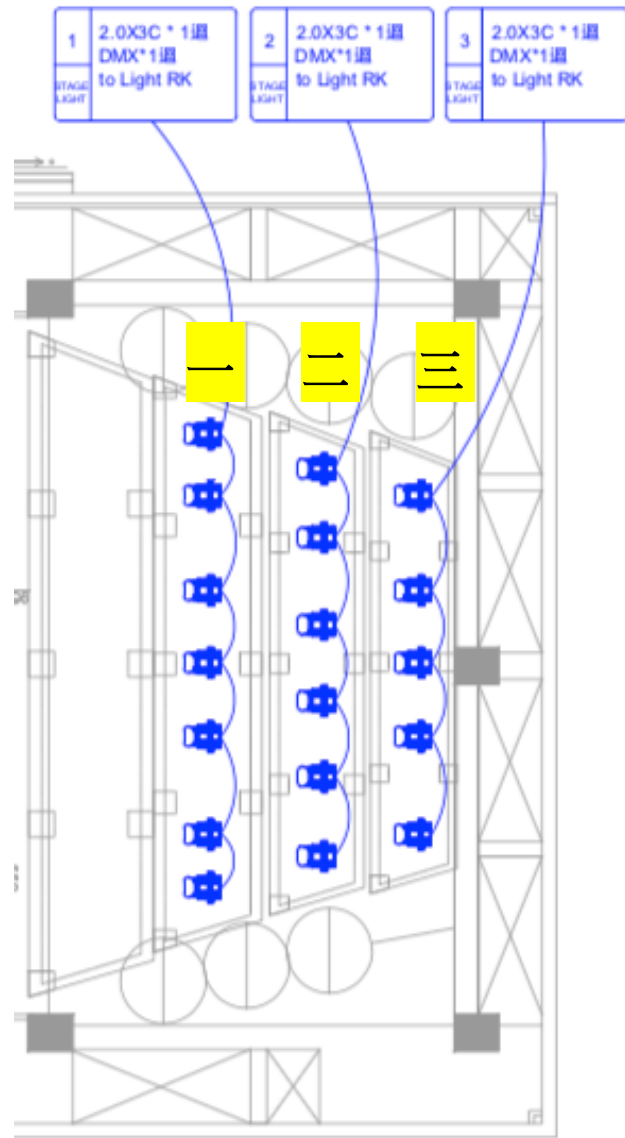 1
2.0X3C * 1迴
DMX*1迴
to Light RK
STAGE
LIGHT
2
2.0X3C * 1迴
DMX*1迴
to Light RK
STAGE
LIGHT
3
2.0X3C * 1迴
DMX*1迴
to Light RK
STAGE
LIGHT
一
二
三